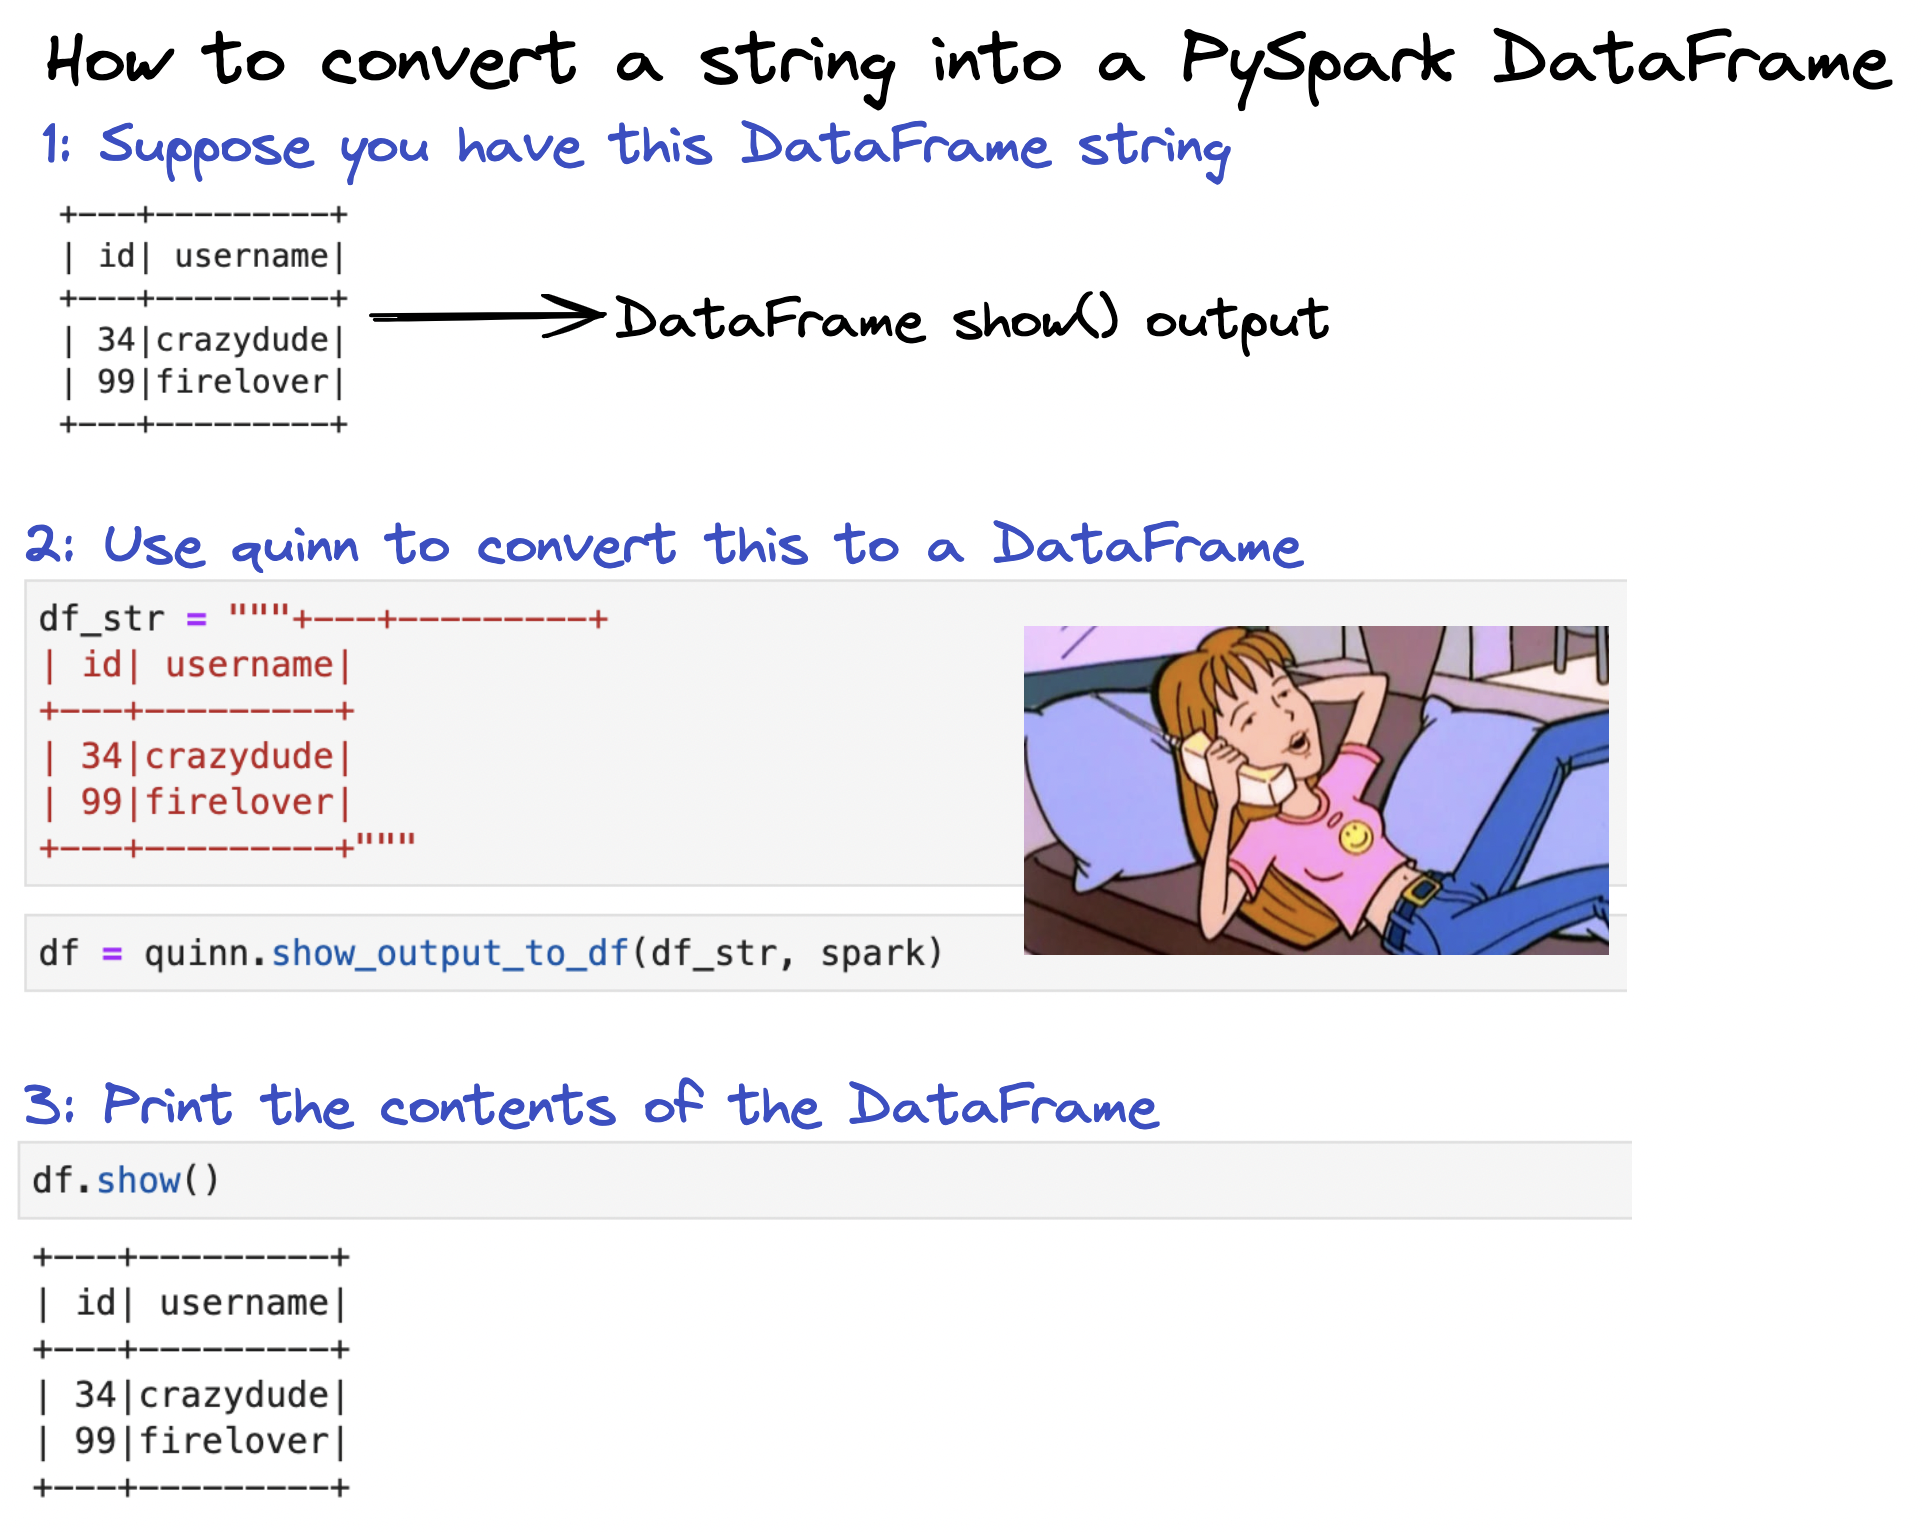 How to convert a string into a PySpark DataFrame
1: Suppose you have this DataFrame string
+---+---------+
| id| username|
+---+---------+
| 34|crazydude|
| 99|firelover|
+---+---------+
DataFrame show() output
2: Use quinn to convert this to a DataFrame
df_str = """+---+---------+
| id| username|
+---+---------+
| 34|crazydude|
| 99|firelover|
+---+---------+"""
df = quinn.show_output_to_df(df_str, spark)
3: Print the contents of the DataFrame
df.show()
+---+---------+
| id| username|
+---+---------+
| 34|crazydude|
| 99|firelover|
+---+---------+